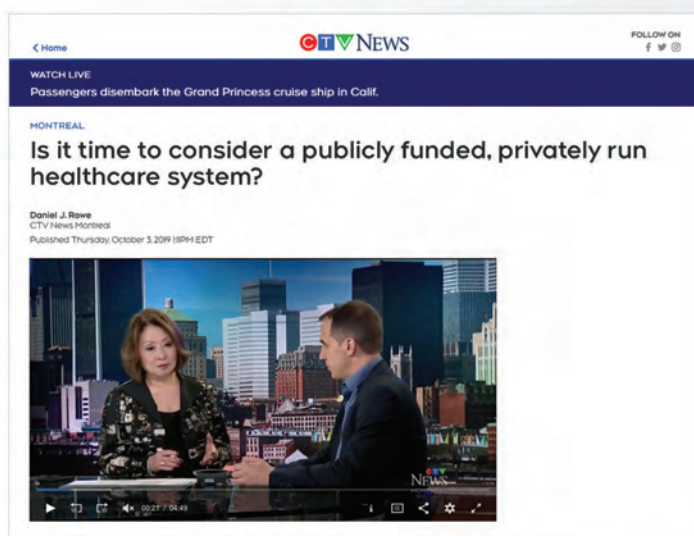 Home
CTV NEWS
FOLLOW ON
WATCH LIVE
Passengers disembark the Grand Princess cruise ship in Calif.
MONTREAL
Is it time to consider a publicly funded, privately run
healthcare system?
Daniel J. Rowe
CTV News Montreal
Published Thursday, October 3, 2019 1:11PM EDT
CTV
NEWS
00:21 / 04:49